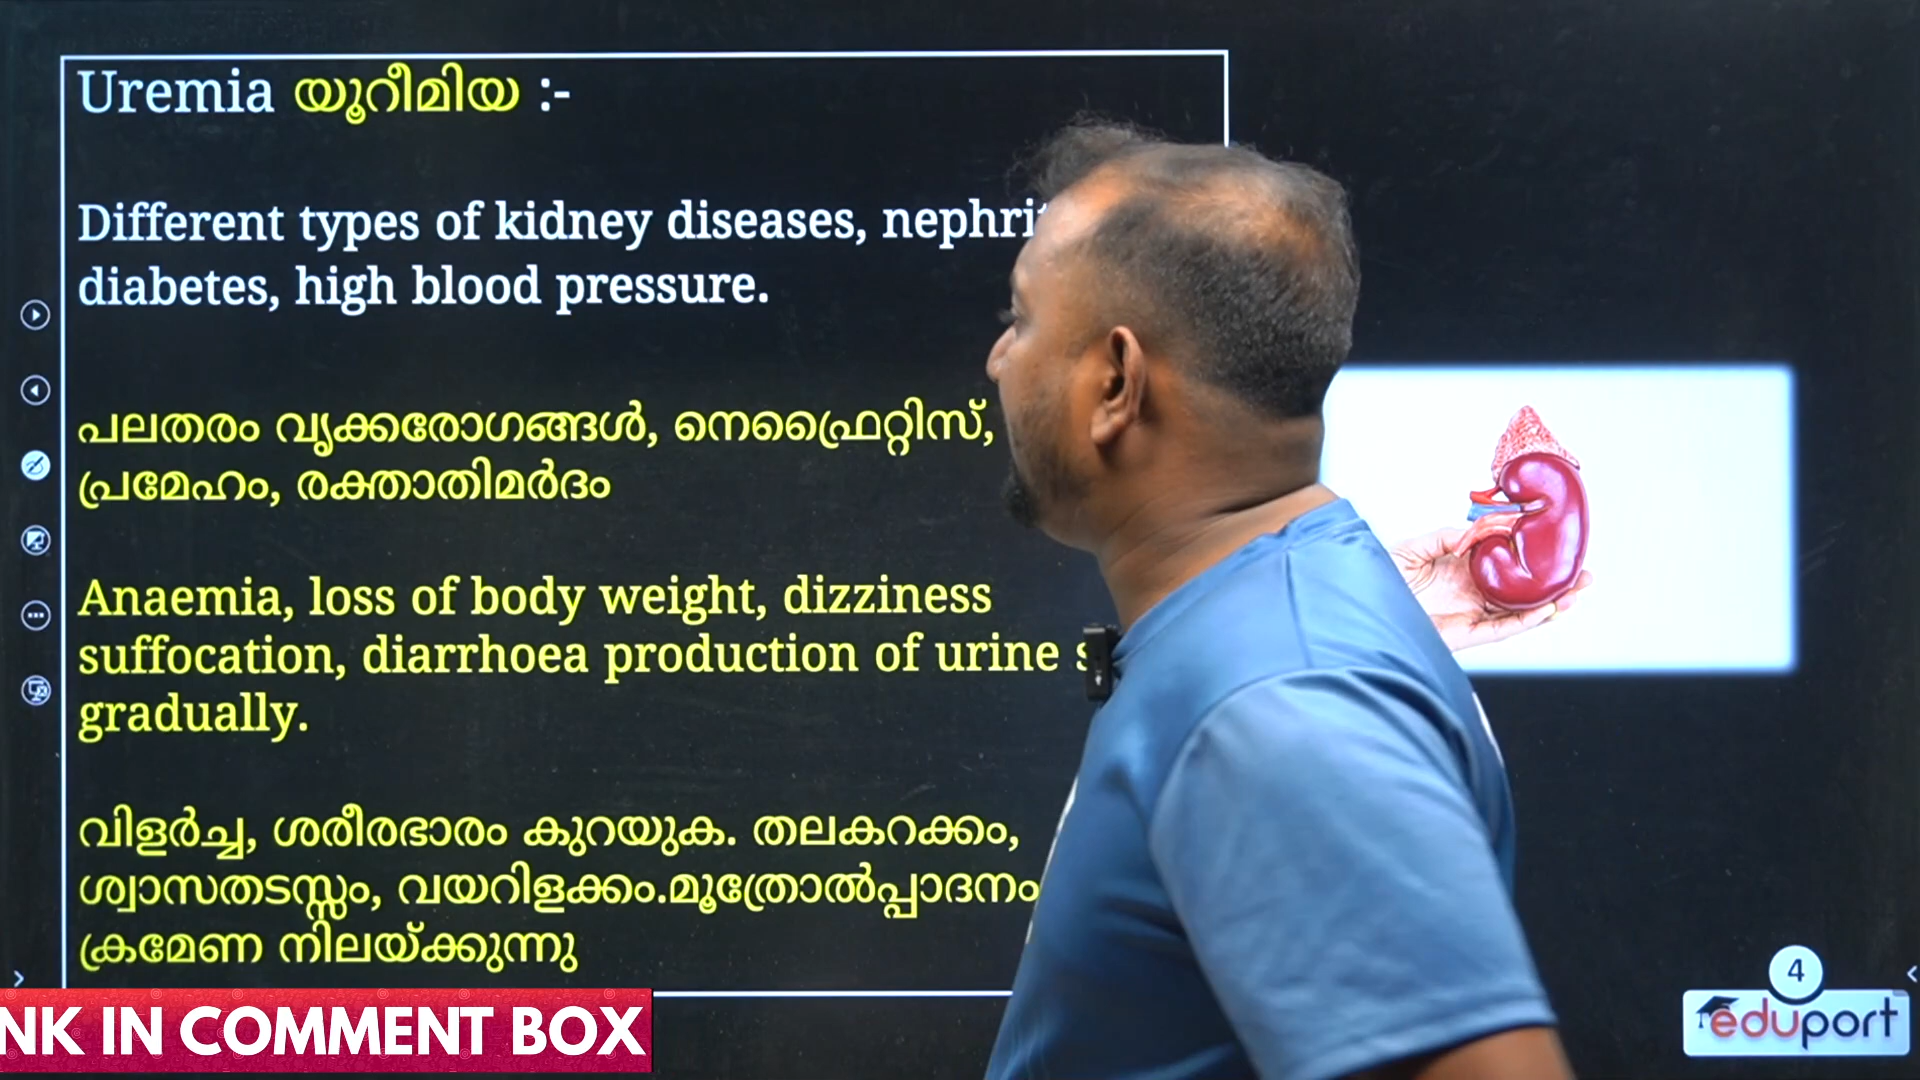 Uremia യൂറീമിയ :-
Different types of kidney diseases,
diabetes, high blood pressure.
പലതരം വൃക്കരോഗങ്ങൾ, നെഫ്രൈറ്റിസ്,
പ്രമേഹം, രക്താതിമർദം
Anaemia, loss of body weight, dizziness
suffocation, diarrhoea production of urine
gradually.
വിളർച്ച, ശരീരഭാരം കുറയുക. തലകറക്കം,
ശ്വാസതടസ്സം, വയറിളക്കം.മൂത്രോൽപ്പാദനം
ക്രമേണ നിലയ്ക്കുന്നു
IN COMMENT BOX
4
eduport